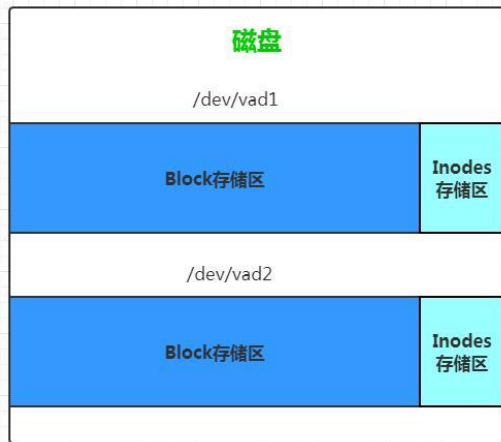 磁盘
/dev/vad1
Block存储区
Inodes
存储区
/dev/vad2
Block存储区
Inodes
存储区